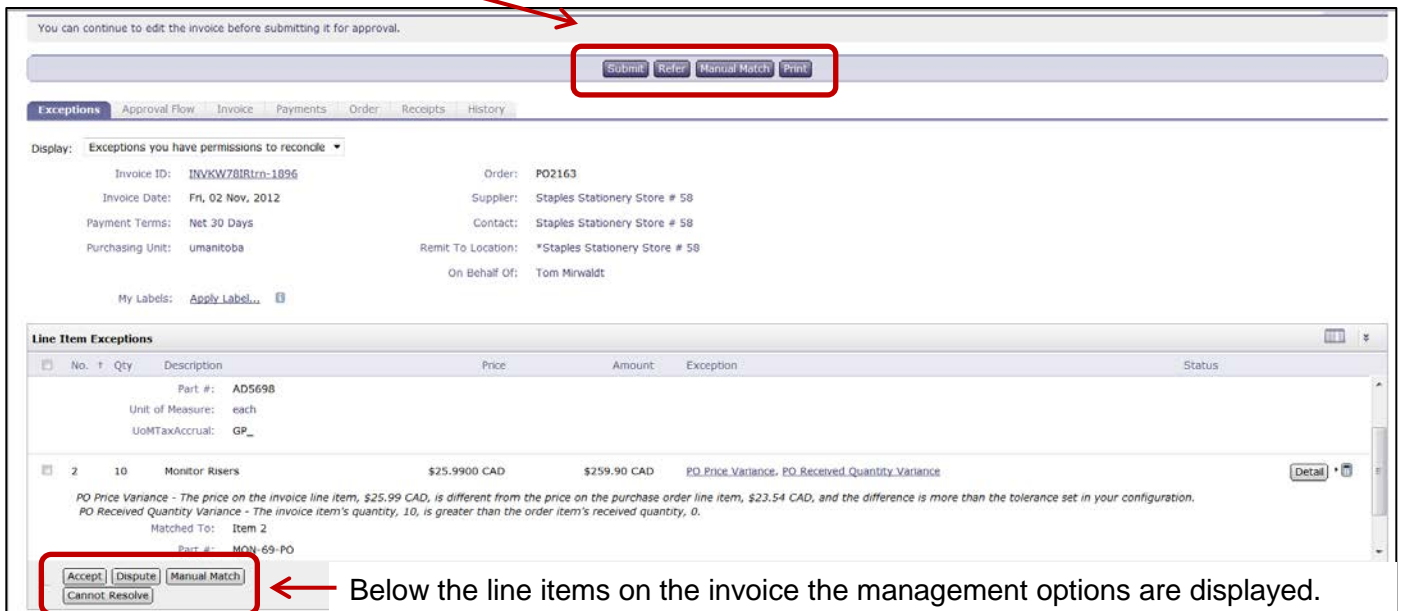 You can continue to edit the invoice before submitting it for approval.
Submit Refer Manual Match Print
Exceptions Approval Flow Invoice Payments Order Receipts History
Display: Exceptions you have permissions to reconcile
Invoice ID: INVKW78IRtrn-1896 Order: PO2163
Invoice Date: Fri, 02 Nov, 2012 Supplier: Staples Stationery Store # 58
Payment Terms: Net 30 Days Contact: Staples Stationery Store # 58
Purchasing Unit: umanitoba Remit To Location: *Staples Stationery Store # 58
On Behalf Of: Tom Mirwaldt
My Labels: Apply Label... i
Line Item Exceptions
No. ↑ Qty Description Price Amount Exception Status
Part #: AD5698
Unit of Measure: each
UoMTaxAccrual: GP_
2 10 Monitor Risers $25.9900 CAD $259.90 CAD PO Price Variance, PO Received Quantity Variance Detail
PO Price Variance - The price on the invoice line item, $25.99 CAD, is different from the price on the purchase order line item, $23.54 CAD, and the difference is more than the tolerance set in your configuration.
PO Received Quantity Variance - The invoice item's quantity, 10, is greater than the order item's received quantity, 0.
Matched To: Item 2
Part #: MON-69-PO
Accept Dispute Manual Match
Cannot Resolve
Below the line items on the invoice the management options are displayed.